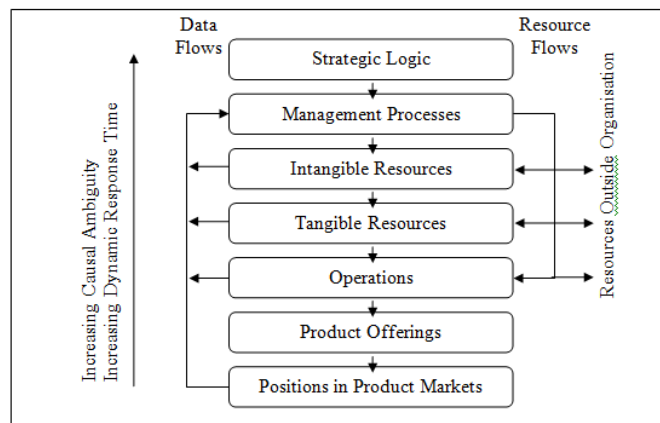 Data
Flows
Resource
Flows
Strategic Logic
Management Processes
Intangible Resources
Tangible Resources
Operations
Product Offerings
Positions in Product Markets
Increasing Causal Ambiguity
Increasing Dynamic Response Time
Resources Outside Organisation